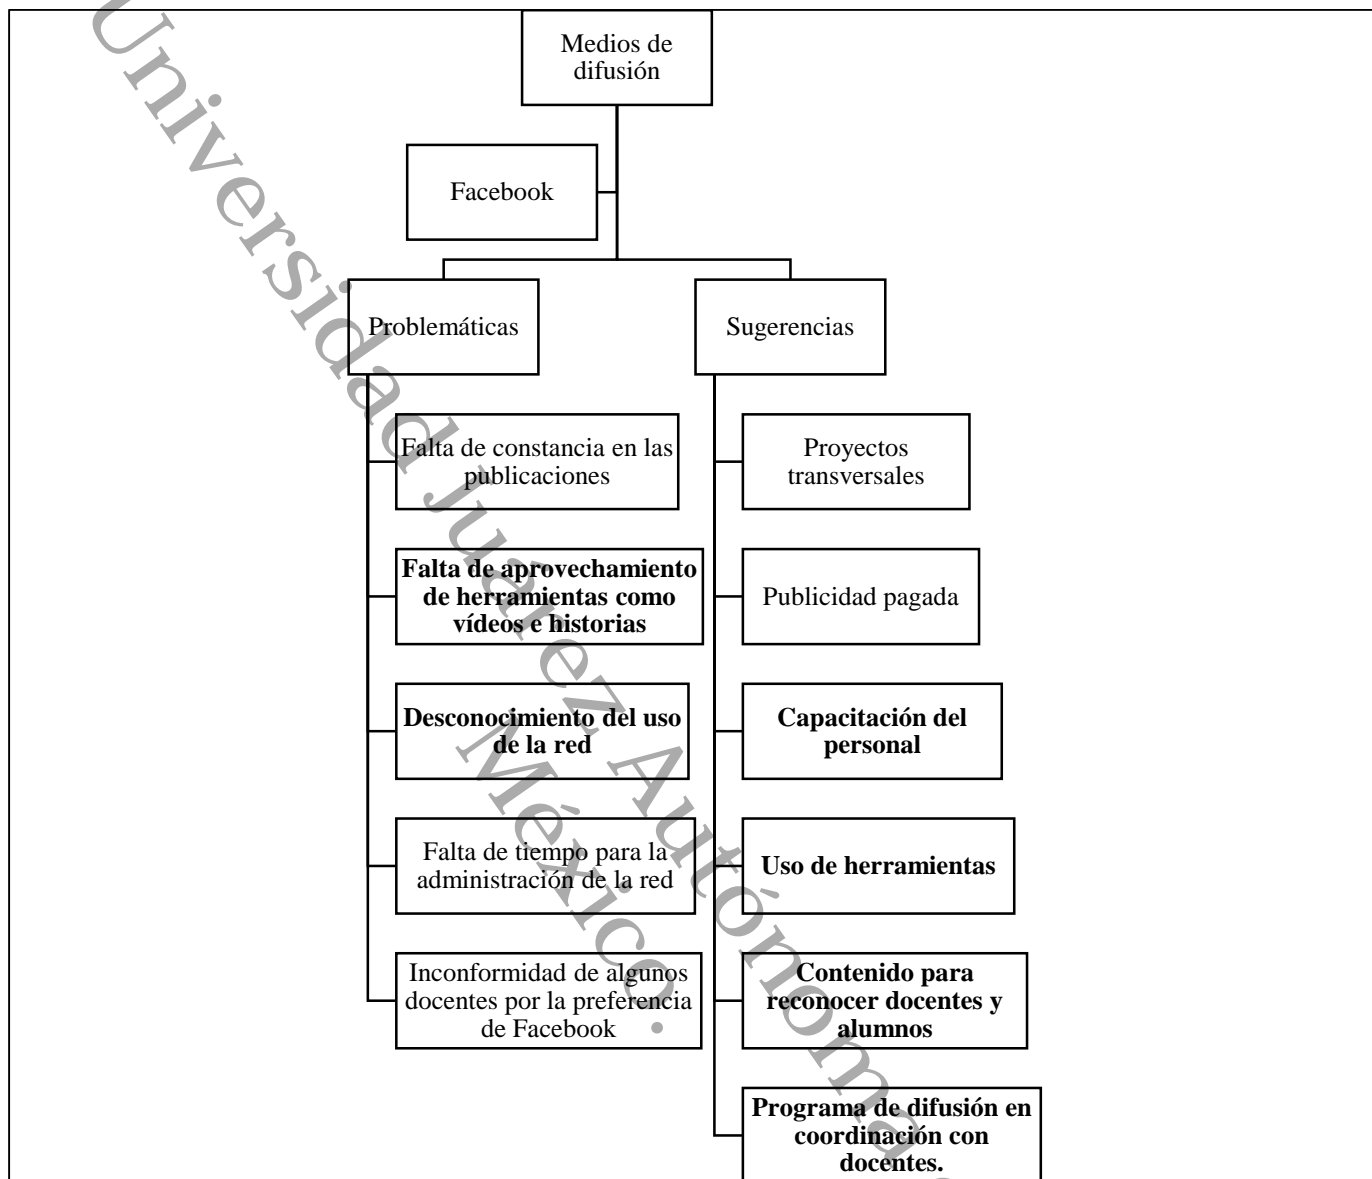 Medios de
difusión
Facebook
Problemáticas
Falta de constancia en las
publicaciones
Falta de aprovechamiento
de herramientas como
vídeos e historias
Desconocimiento del uso
de la red
Falta de tiempo para la
administración de la red
Inconformidad de algunos
docentes por la preferencia
de Facebook
Sugerencias
Proyectos
transversales
Publicidad pagada
Capacitación del
personal
Uso de herramientas
Contenido para
reconocer docentes y
alumnos
Programa de difusión en
coordinación con
docentes.
Universidad Juárez Autónoma
México.